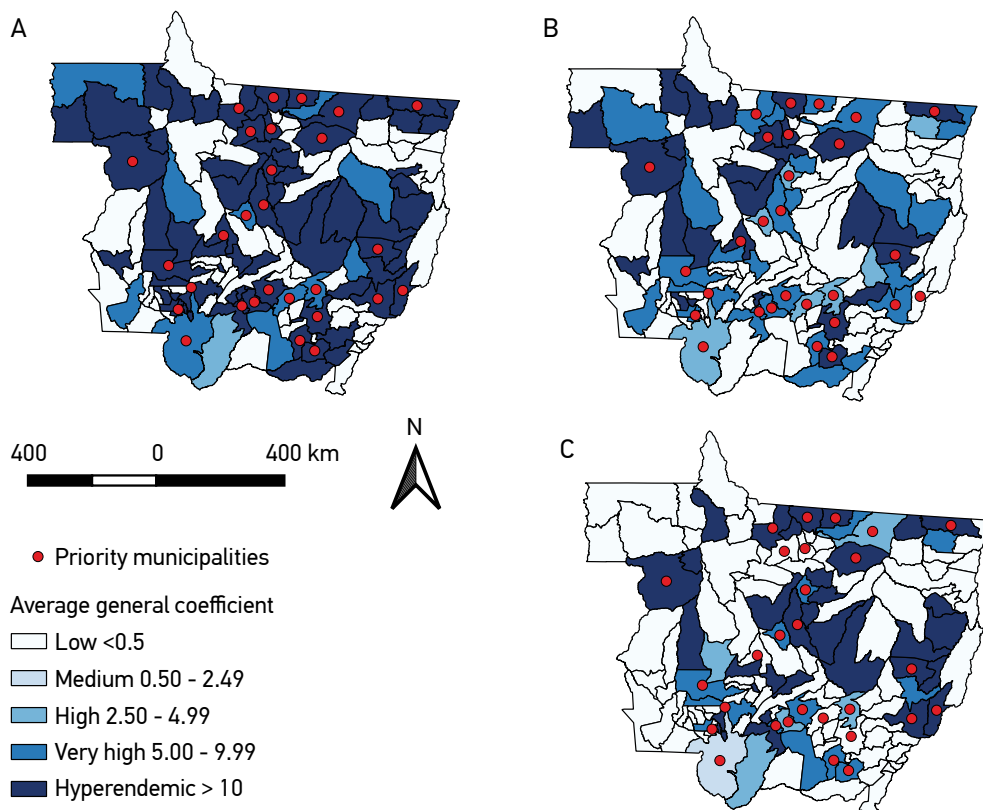 A
B
400 0 400 km
N
C
Priority municipalities
Average general coefficient
Low <0.5
Medium 0.50 - 2.49
High 2.50 - 4.99
Very high 5.00 - 9.99
Hyperendemic > 10